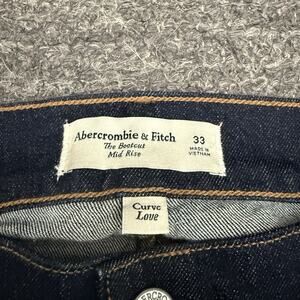 Abercrombie & Fitch
The Bootcut
Mid Rise
33
MADE IN
VIETNAM
Curve
Love